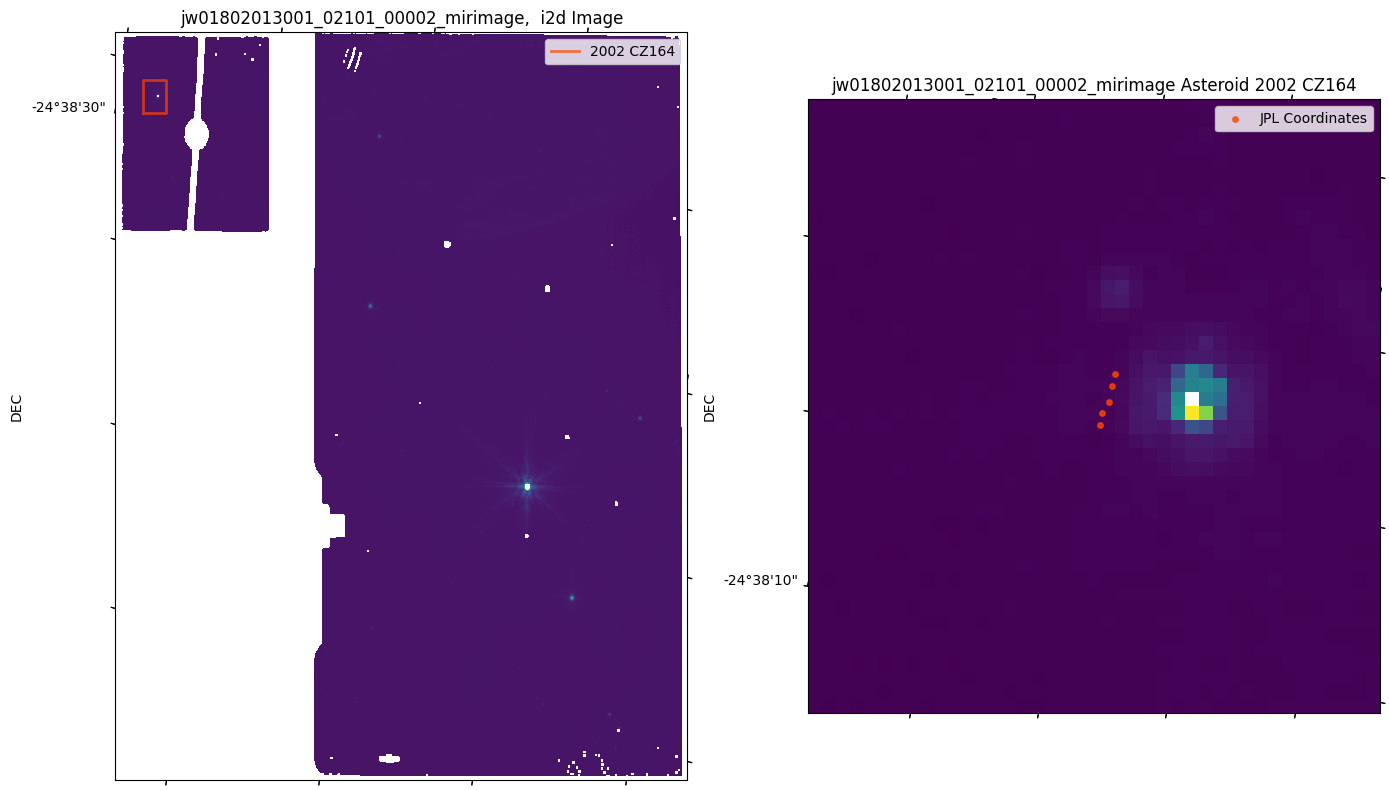 jw01802013001_02101_00002_mirimage,  i2d Image
2002 CZ164
-24°38'30"
DEC
jw01802013001_02101_00002_mirimage Asteroid 2002 CZ164
JPL Coordinates
DEC
-24°38'10"